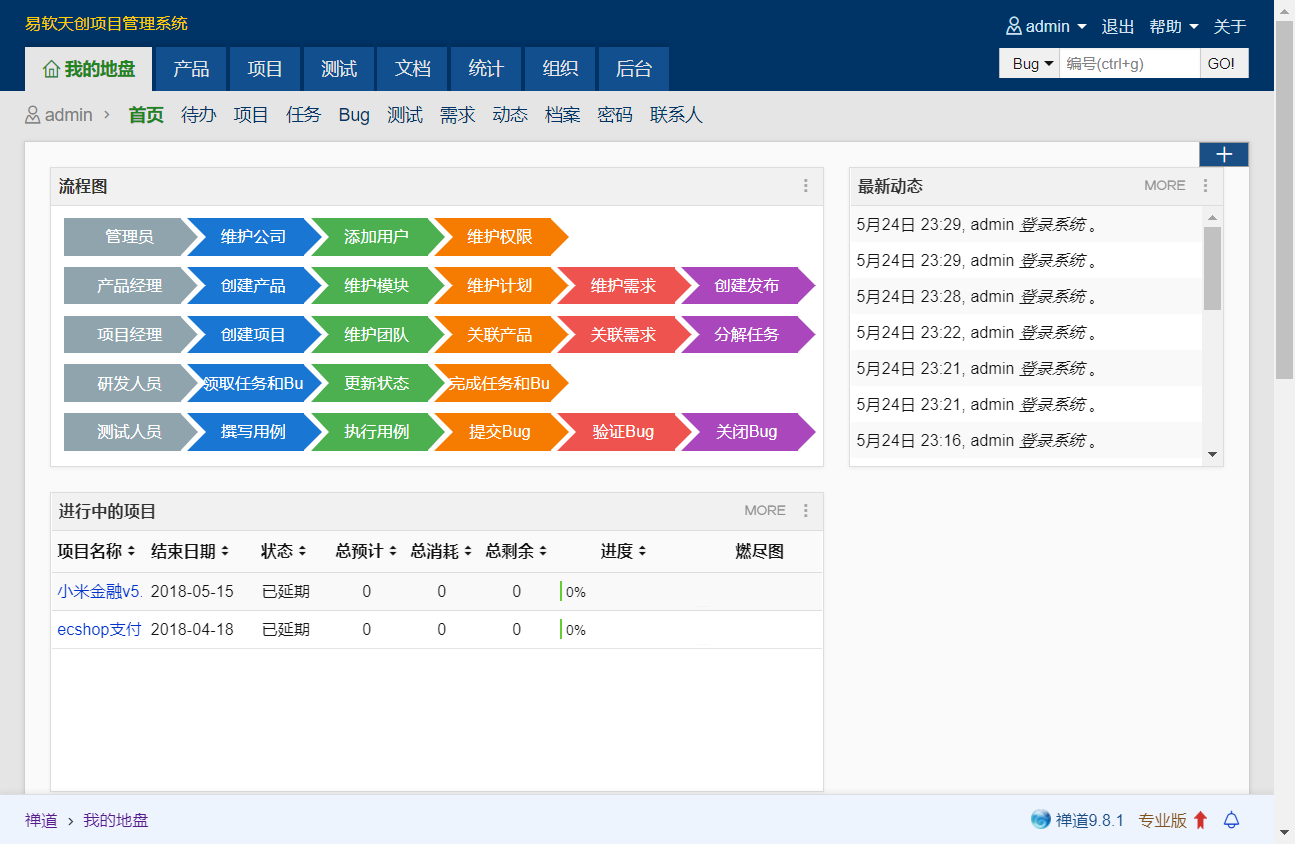 易软天创项目管理系统
admin 退出 帮助 关于
我的地盘 产品 项目 测试 文档 统计 组织 后台
Bug 编号(ctrl+g) GO!
admin 首页 待办 项目 任务 Bug 测试 需求 动态 档案 密码 联系人
流程图
管理员 维护公司 添加用户 维护权限
产品经理 创建产品 维护模块 维护计划 维护需求 创建发布
项目经理 创建项目 维护团队 关联产品 关联需求 分解任务
研发人员 领取任务和Bu 更新状态 完成任务和Bu
测试人员 撰写用例 执行用例 提交Bug 验证Bug 关闭Bug
最新动态 MORE
5月24日 23:29, admin 登录系统 。
5月24日 23:29, admin 登录系统 。
5月24日 23:28, admin 登录系统 。
5月24日 23:22, admin 登录系统 。
5月24日 23:21, admin 登录系统 。
5月24日 23:21, admin 登录系统 。
5月24日 23:16, admin 登录系统 。
进行中的项目 MORE
项目名称 结束日期 状态 总预计 总消耗 总剩余 进度 燃尽图
小米金融v5. 2018-05-15 已延期 0 0 0 0%
ecshop支付 2018-04-18 已延期 0 0 0 0%
禅道 › 我的地盘
禅道9.8.1 专业版